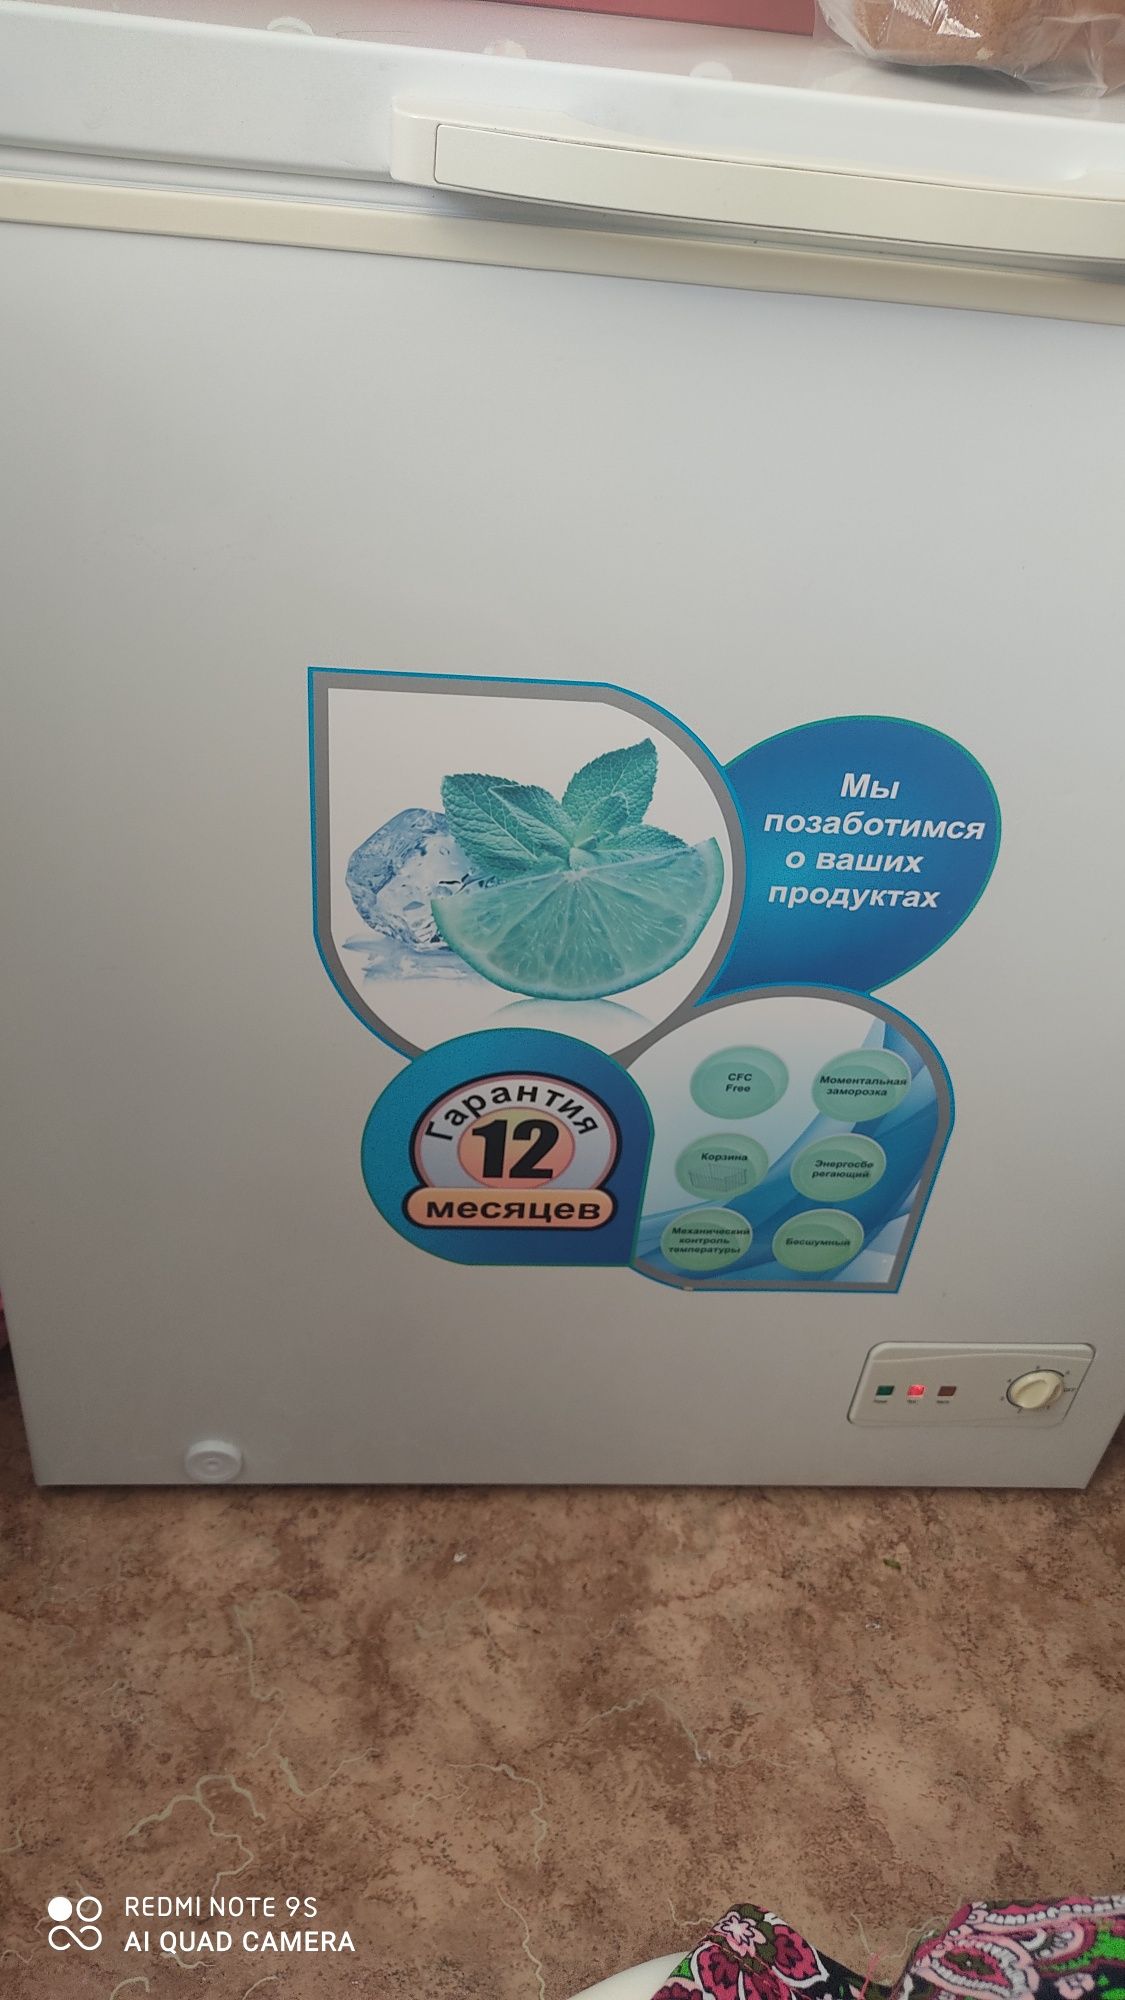 Мы
позаботимся
о ваших
продуктах
CFC
Free
Моментальная
заморозка
Гарантия
12
месяцев
Корзина
Энергосбе
регающий
Механический
контроль
температуры
Бесшумный
OFF
REDMI NOTE 9S
AI QUAD CAMERA